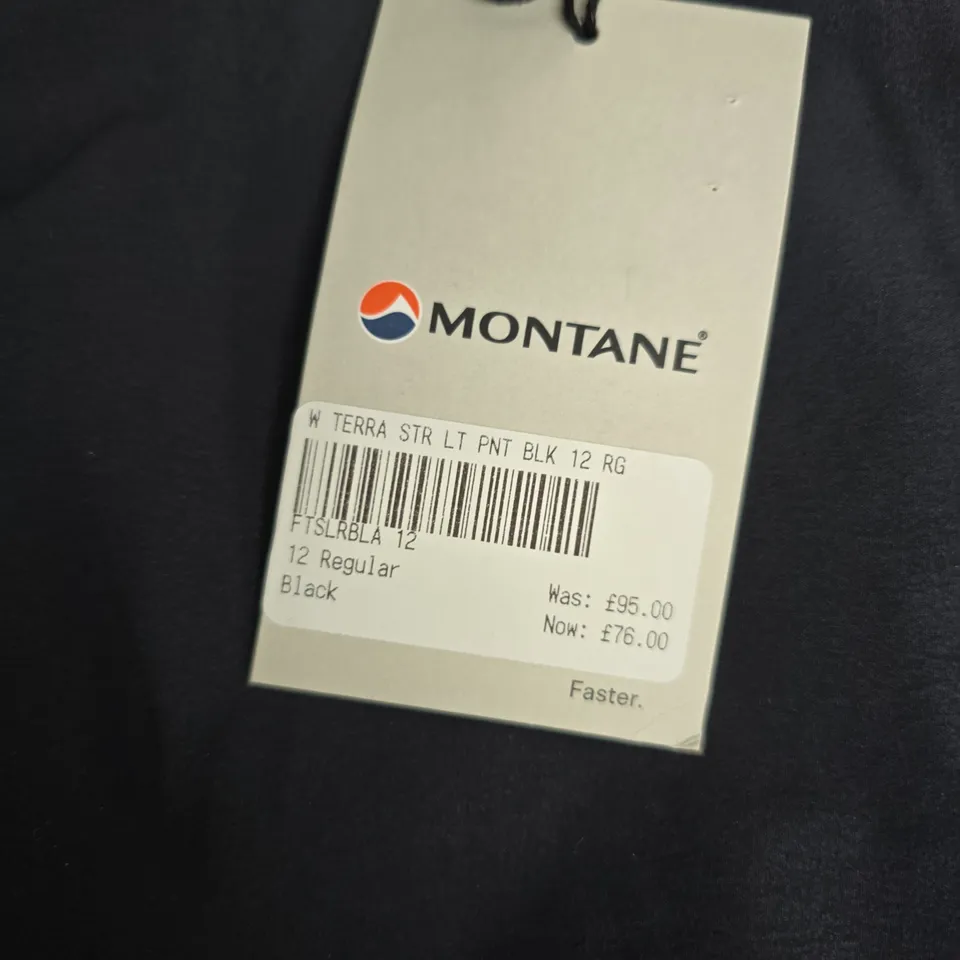 MONTANE®
W TERRA STR LT PNT BLK 12 RG
FTSLRBLA 12
12 Regular
Black
Was: £95.00
Now: £76.00
Faster.